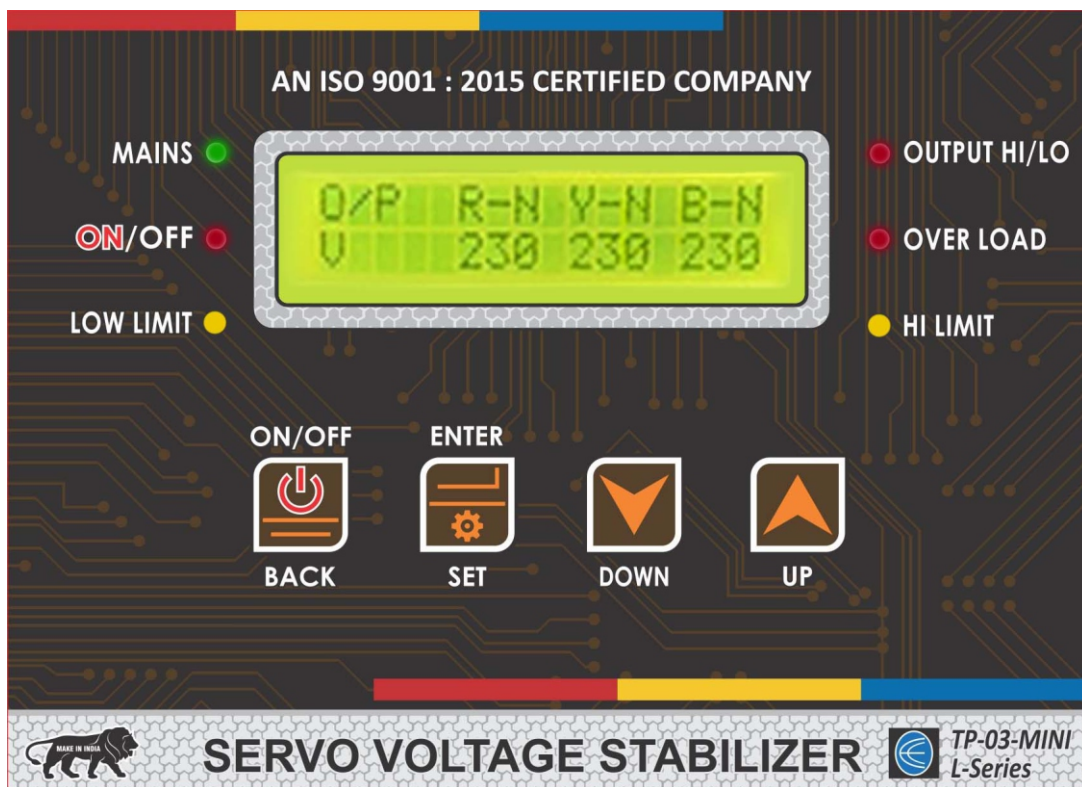 AN ISO 9001 : 2015 CERTIFIED COMPANY
MAINS
ON/OFF
LOW LIMIT
O/P R-N Y-N B-N
V 230 230 230
OUTPUT HI/LO
OVER LOAD
HI LIMIT
ON/OFF
BACK
ENTER
SET
DOWN
UP
MAKE IN INDIA
SERVO VOLTAGE STABILIZER
TP-03-MINI
L-Series